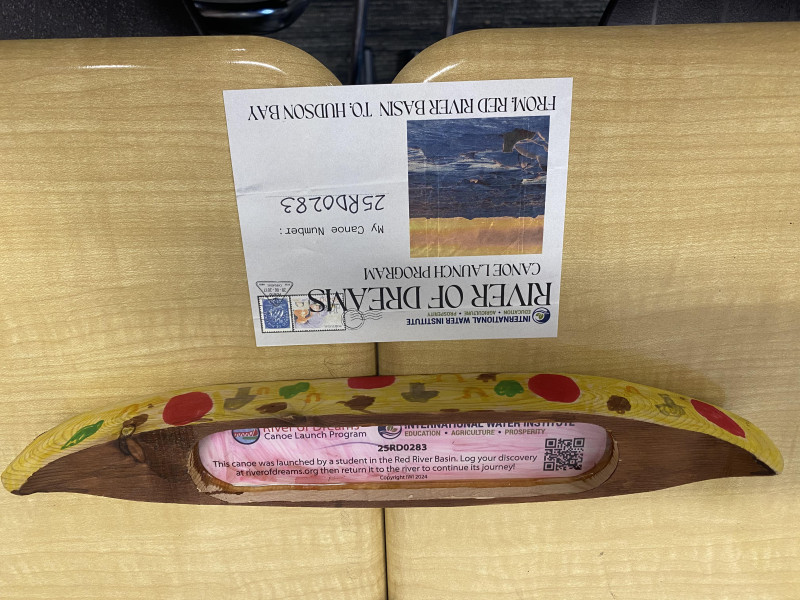 INTERNATIONAL WATER INSTITUTE
EDUCATION • AGRICULTURE • PROSPERITY
RIVER OF DREAMS
CANOE LAUNCH PROGRAM
My Canoe Number:
25RD0283
FROM: RED RIVER BASIN TO: HUDSON BAY
River of Dreams
Canoe Launch Program
INTERNATIONAL WATER INSTITUTE
EDUCATION • AGRICULTURE • PROSPERITY
25RD0283
This canoe was launched by a student in the Red River Basin. Log your discovery
at riverofdreams.org then return it to the river to continue its journey!
Copyright IWI 2024